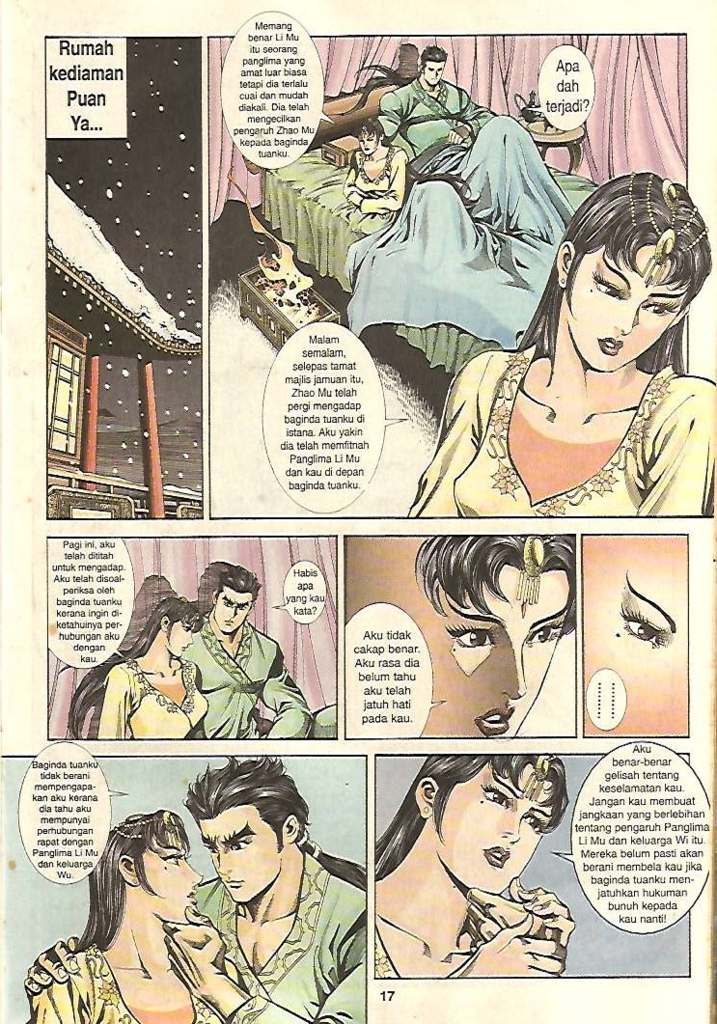 Rumah
kediaman
Puan
Ya...
Memang
benar Li Mu
itu seorang
panglima yang
amat luar biasa
tetapi dia terlalu
cuai dan mudah
diakali. Dia telah
mengecilkan
pengaruh Zhao Mu
kepada baginda
tuanku.
Apa
dah
terjadi?
Malam
semalam,
selepas tamat
majlis jamuan itu,
Zhao Mu telah
pergi mengadap
baginda tuanku di
istana. Aku yakin
dia telah memfitnah
Panglima Li Mu
dan kau di depan
baginda tuanku.
Pagi ini, aku
telah dititah
untuk mengadap.
Aku telah disoal-
periksa oleh
baginda tuanku
kerana ingin di-
ketahuinya per-
hubungan aku
dengan
kau.
Habis
apa
yang kau
kata?
Aku tidak
cakap benar.
Aku rasa dia
belum tahu
aku telah
jatuh hati
pada kau.
Baginda tuanku
tidak berani
mempengapa-
kan aku kerana
dia tahu aku
mempunyai
perhubungan
rapat dengan
Panglima Li Mu
dan keluarga
Wu.
Aku
benar-benar
gelisah tentang
keselamatan kau.
Jangan kau membuat
jangkaan yang berlebihan
tentang pengaruh Panglima
Li Mu dan keluarga Wi itu.
Mereka belum pasti akan
berani membela kau jika
baginda tuanku men-
jatuhkan hukuman
bunuh kepada
kau nanti!
17